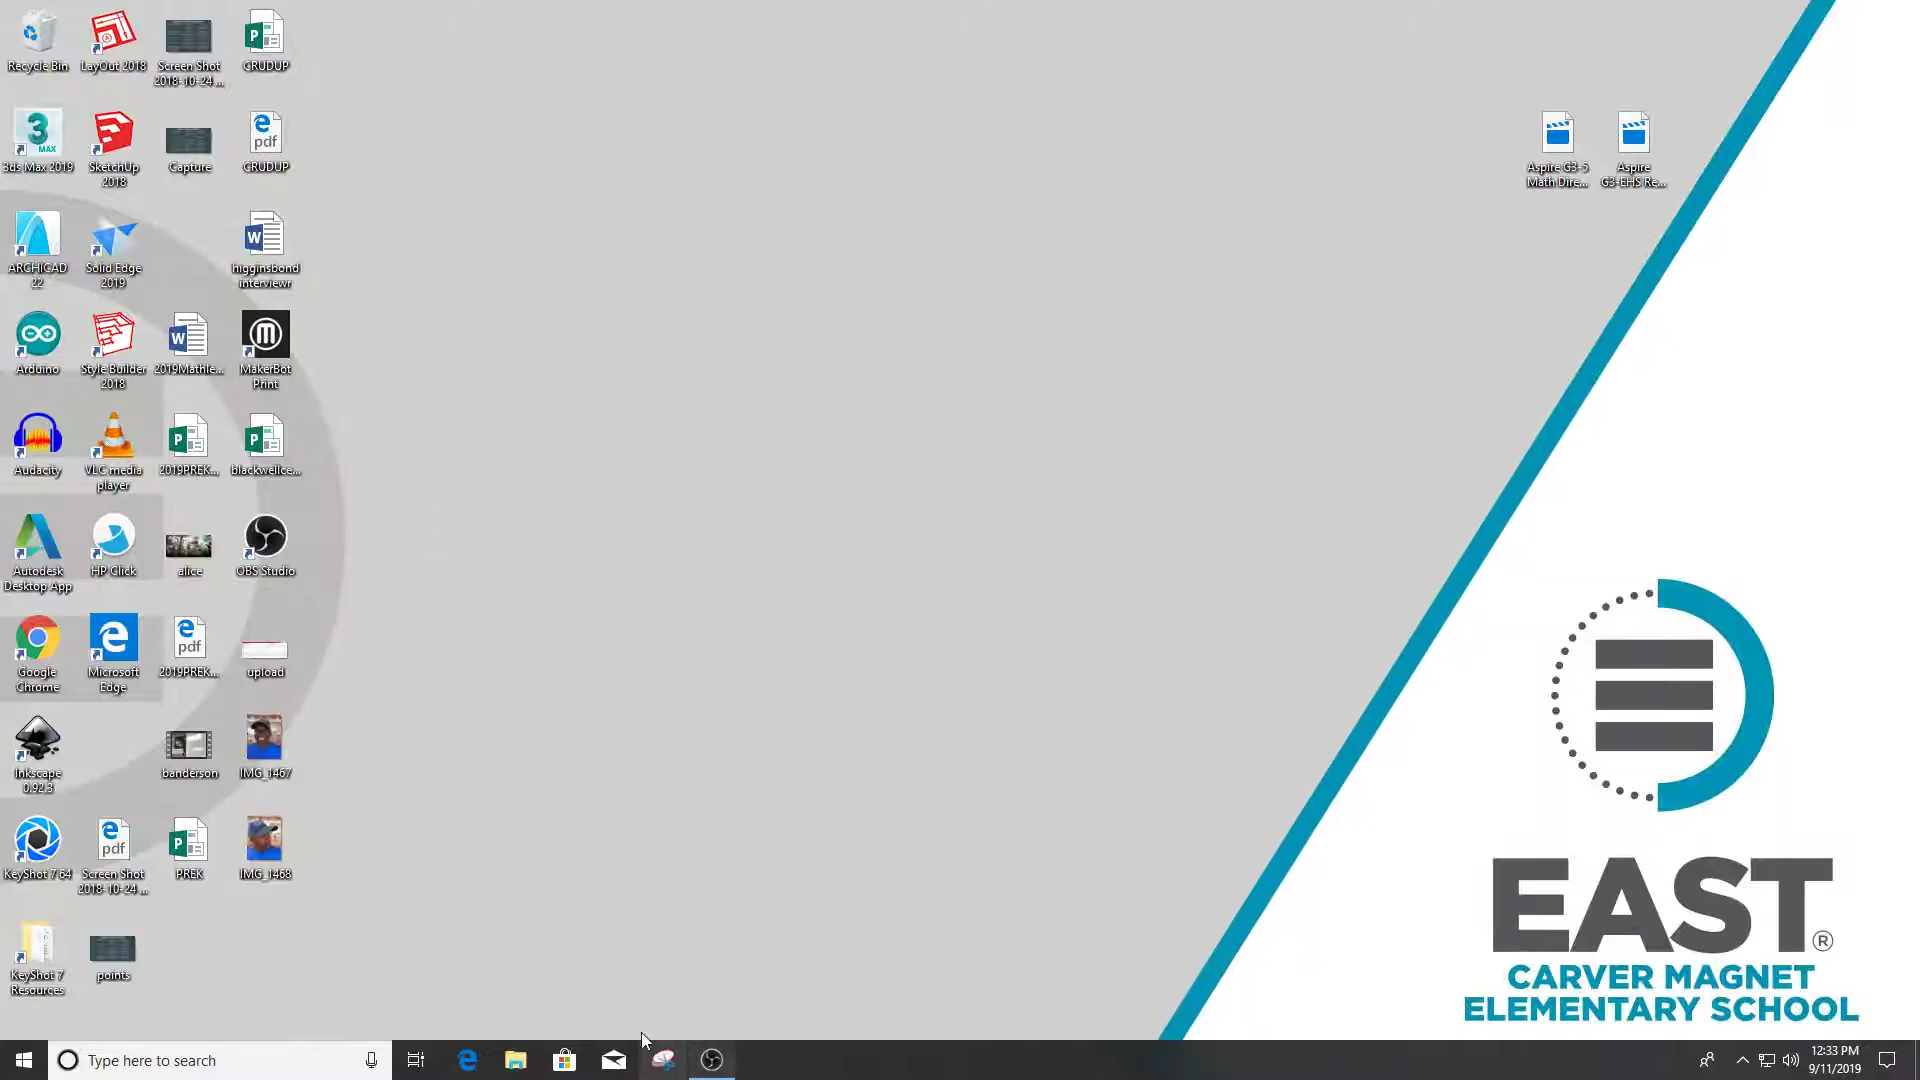 Recycle Bin
LayOut 2018
Screen Shot
2018-10-24 ...
CRUDUP
3ds Max 2019
SketchUp
2018
Capture
CRUDUP
Aspire G3-5
Math Dire...
Aspire
G3-EHS Re...
ARCHICAD
22
Solid Edge
2019
higginsbond
interviewr
Arduino
Style Builder
2018
2019Mathle...
MakerBot
Print
Audacity
VLC media
player
2019PREK...
blackwellce...
Autodesk
Desktop App
HP Click
alice
OBS Studio
Google
Chrome
Microsoft
Edge
2019PREK...
upload
Inkscape
0.92.3
banderson
IMG_1467
KeyShot 7 64
Screen Shot
2018-10-24 ...
PREK
IMG_1468
KeyShot 7
Resources
points
EAST®
CARVER MAGNET
ELEMENTARY SCHOOL
Type here to search
12:33 PM
9/11/2019